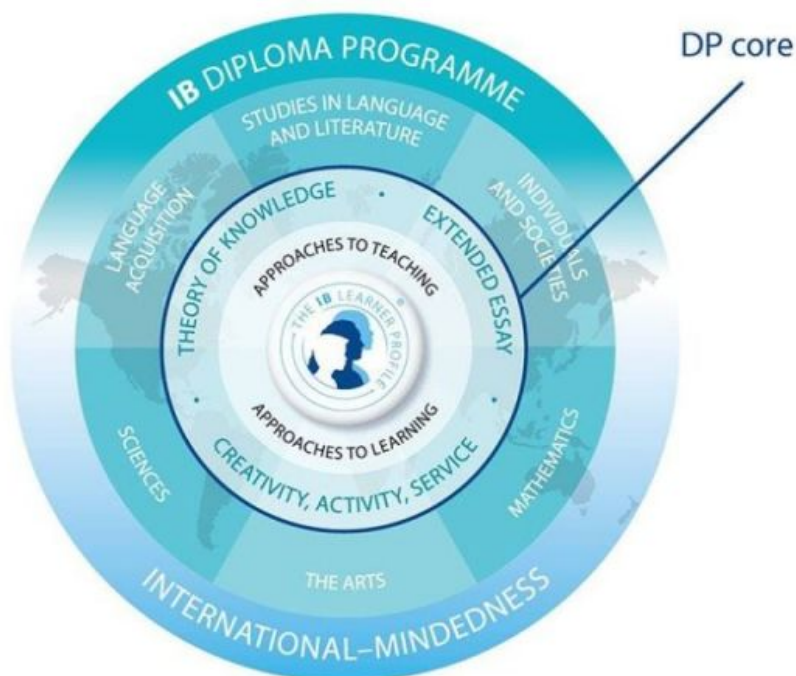 DP core
IB DIPLOMA PROGRAMME
STUDIES IN LANGUAGE
AND LITERATURE
LANGUAGE
ACQUISITION
INDIVIDUALS
AND SOCIETIES
THEORY OF KNOWLEDGE
·
EXTENDED ESSAY
·
APPROACHES TO TEACHING
THE IB LEARNER PROFILE
®
APPROACHES TO LEARNING
·
CREATIVITY, ACTIVITY, SERVICE
SCIENCES
MATHEMATICS
THE ARTS
INTERNATIONAL–MINDEDNESS